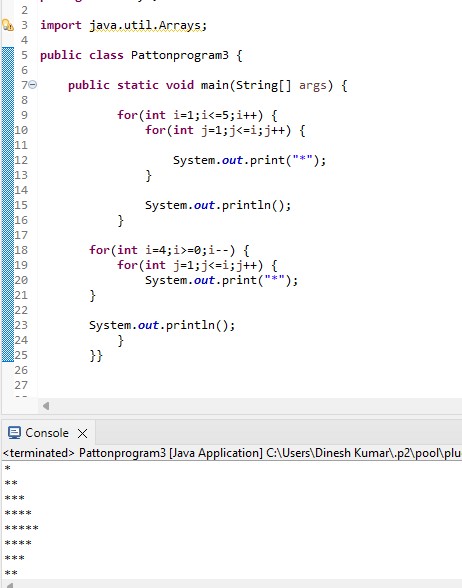 2
3 import java.util.Arrays;
4
5 public class Pattonprogram3 {
6
7 public static void main(String[] args) {
8
9 for(int i=1;i<=5;i++) {
10 for(int j=1;j<=i;j++) {
11
12 System.out.print("*");
13 }
14
15 System.out.println();
16 }
17
18 for(int i=4;i>=0;i--) {
19 for(int j=1;j<=i;j++) {
20 System.out.print("*");
21 }
22
23 System.out.println();
24 }
25 }}
26
27
Console
<terminated> Pattonprogram3 [Java Application] C:\Users\Dinesh Kumar\.p2\pool\plu
*
**
***
****
*****
****
***
**